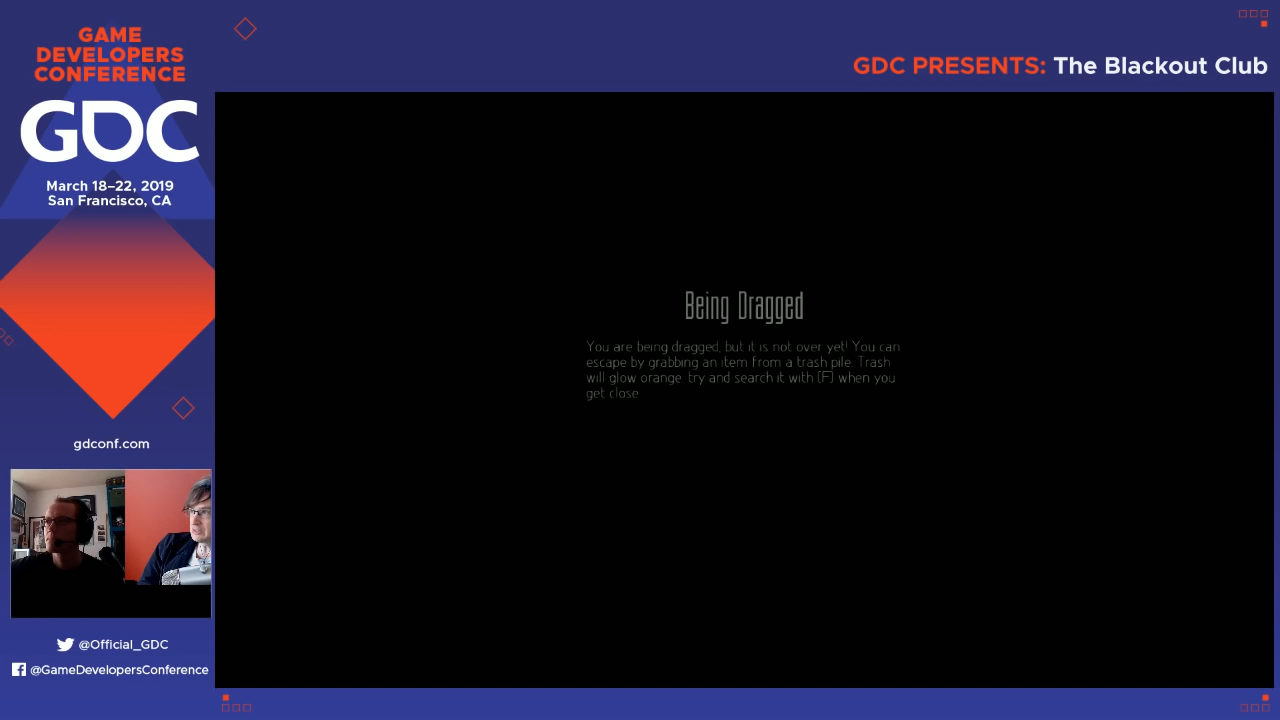 GAME
DEVELOPERS
CONFERENCE
GDC
March 18–22, 2019
San Francisco, CA
gdconf.com
@Official_GDC
@GameDevelopersConference
GDC PRESENTS: The Blackout Club
Being Dragged
You are being dragged, but it is not over yet! You can
escape by grabbing an item from a trash pile. Trash
will glow orange. try and search it with [F] when you
get close